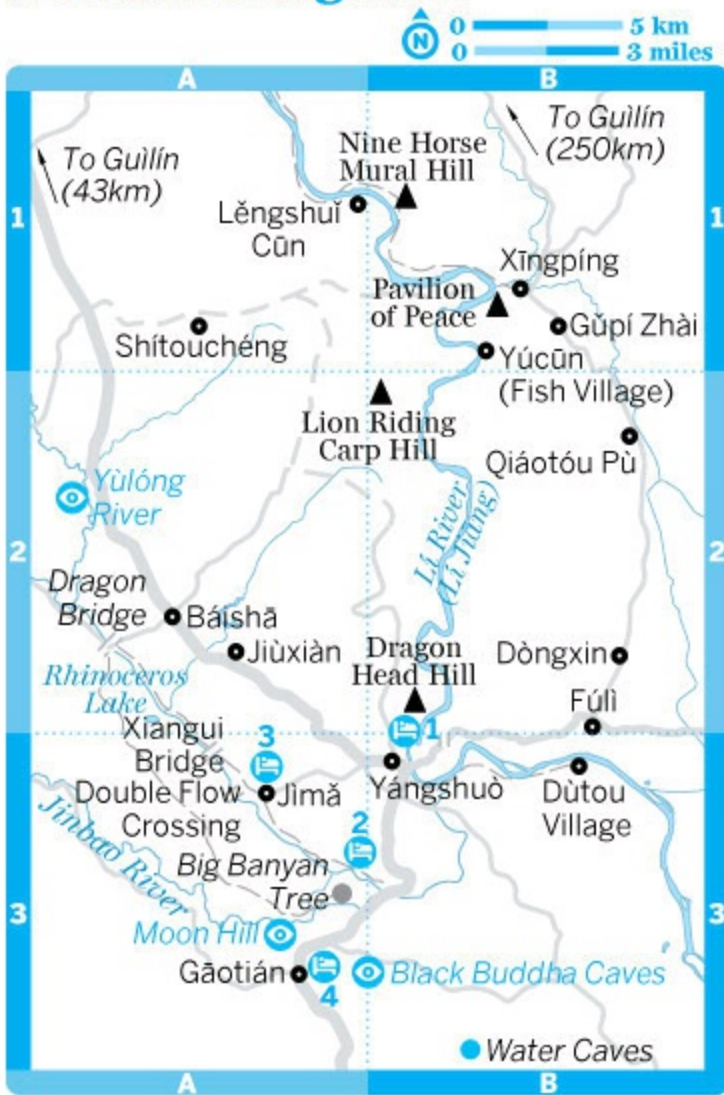 N
0 5 km
0 3 miles
A B
1 1
To Guìlín
(43km)
Nine Horse
Mural Hill
To Guìlín
(250km)
Lěngshuǐ
Cūn
Xīngpíng
Pavilion
of Peace
Gǔpí Zhài
Shítouchéng
Yúcūn
(Fish Village)
Lion Riding
Carp Hill
Qiáotóu Pù
Yùlóng
River
2 2
Li River
(Lí Jiāng)
Dragon
Bridge
Báishā
Jiùxiàn
Dragon
Head Hill
Dòngxin
Rhinoceros
Lake
Fúlì
1
Xiangui
Bridge
3
Double Flow
Crossing
Jìmǎ
Yángshuò
Dùtou
Village
Jinbao River
2
Big Banyan
Tree
3 3
Moon Hill
Gāotián
4
Black Buddha Caves
Water Caves
A B